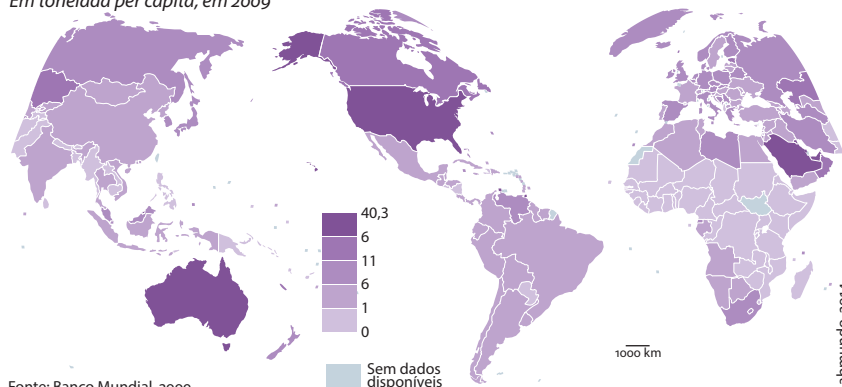 Em tonelada per capita, em 2009
40,3
6
11
6
1
0
Sem dados
disponíveis
1000 km
Fonte: Banco Mundial, 2009